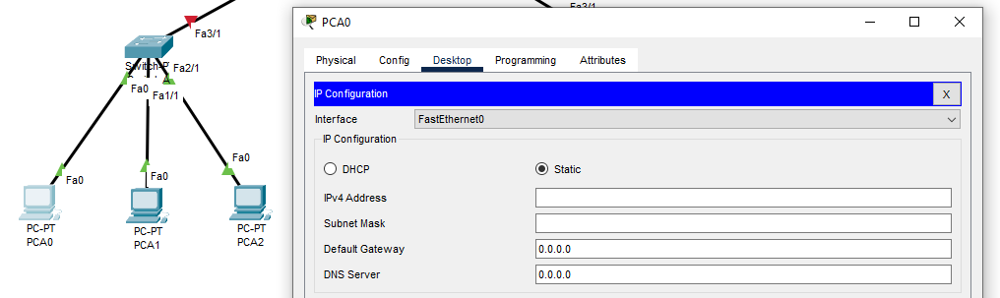 Fa3/1
Fa3/1
Fa2/1
Fa0
Fa1/1
Fa0
Fa0
Fa0
PC-PT
PCA0
PC-PT
PCA1
PC-PT
PCA2
PCA0
Physical Config Desktop Programming Attributes
IP Configuration X
Interface FastEthernet0
IP Configuration
DHCP Static
IPv4 Address
Subnet Mask
Default Gateway 0.0.0.0
DNS Server 0.0.0.0